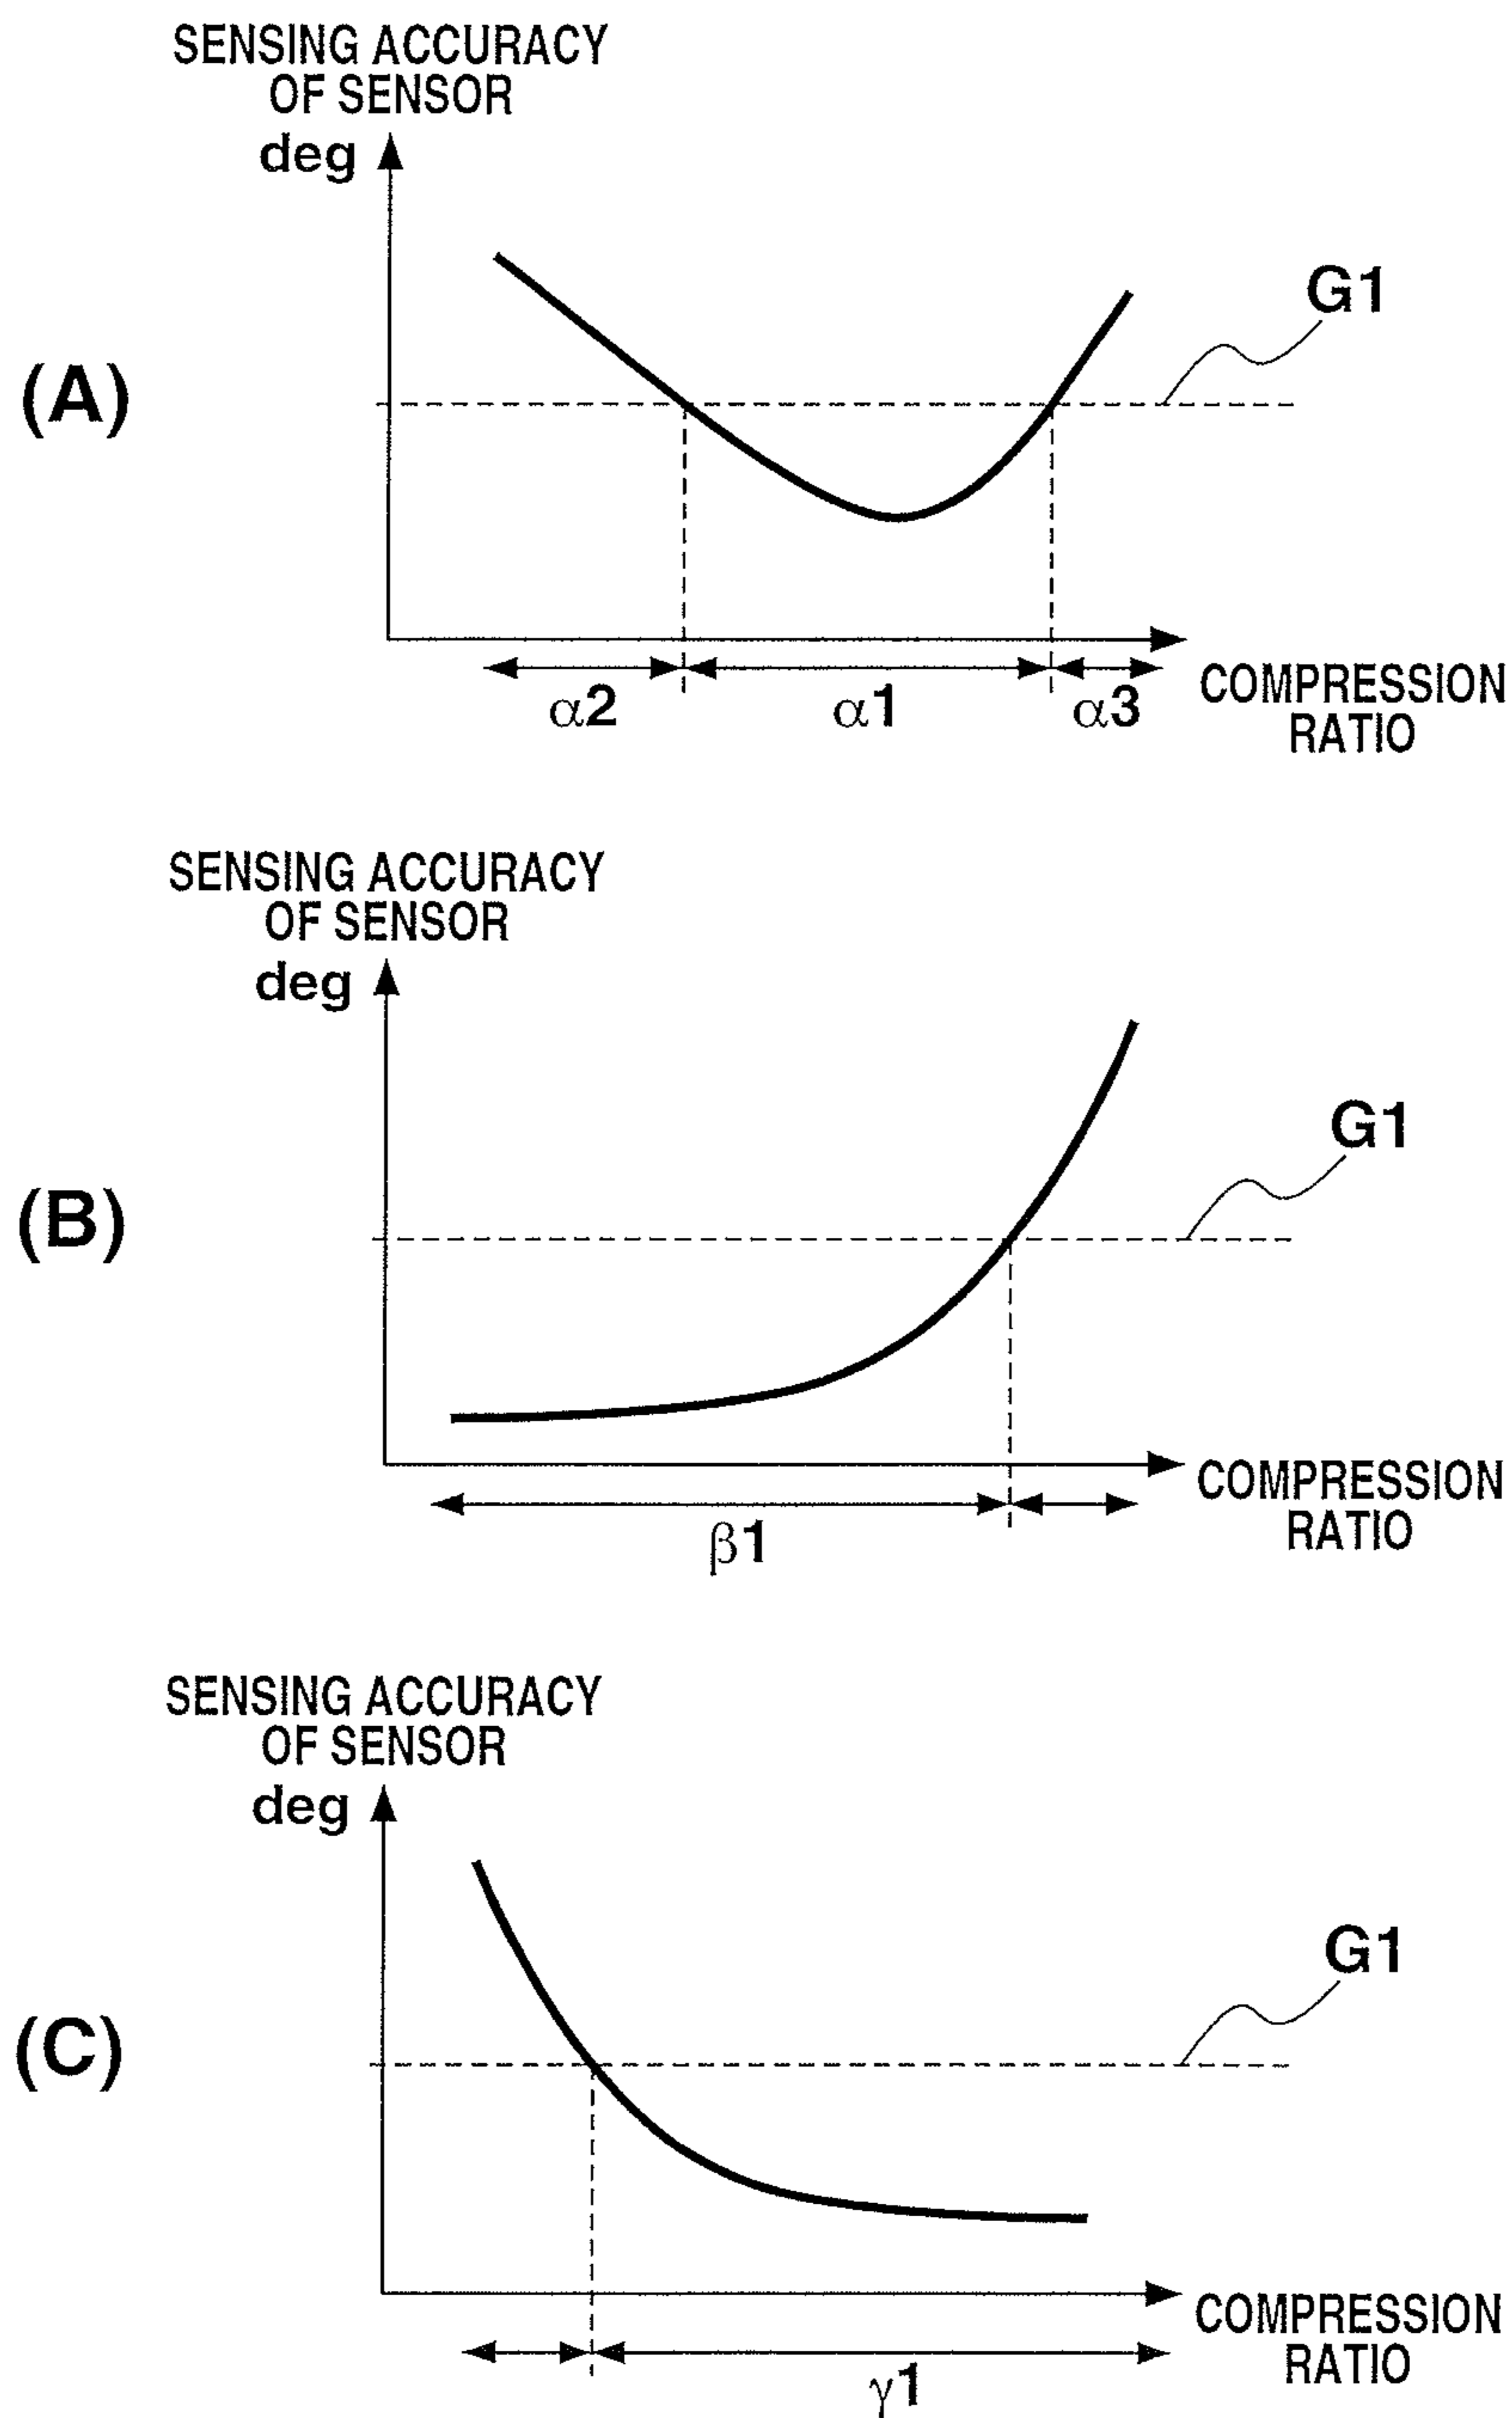 SENSING ACCURACY
OF SENSOR
deg
G1
(A)
α2
α1
α3
COMPRESSION
RATIO
SENSING ACCURACY
OF SENSOR
deg
G1
(B)
COMPRESSION
RATIO
β1
SENSING ACCURACY
OF SENSOR
deg
G1
(C)
COMPRESSION
RATIO
γ1